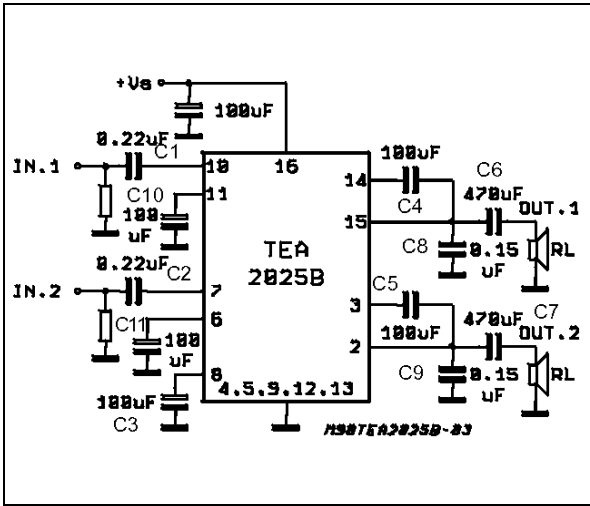 +Vs
100uF
0.22uF C1
IN.1
10
16
C10
11
100
uF
14
100uF
C4
C6
470uF
OUT.1
15
C8
0.15
uF
RL
TEA
2025B
0.22uF C2
IN.2
7
C11
6
100
uF
8
100uF
C3
4.5.9.12.13
3
C5
100uF
2
C7
470uF
OUT.2
C9
0.15
uF
RL
M90TEA2025B-03